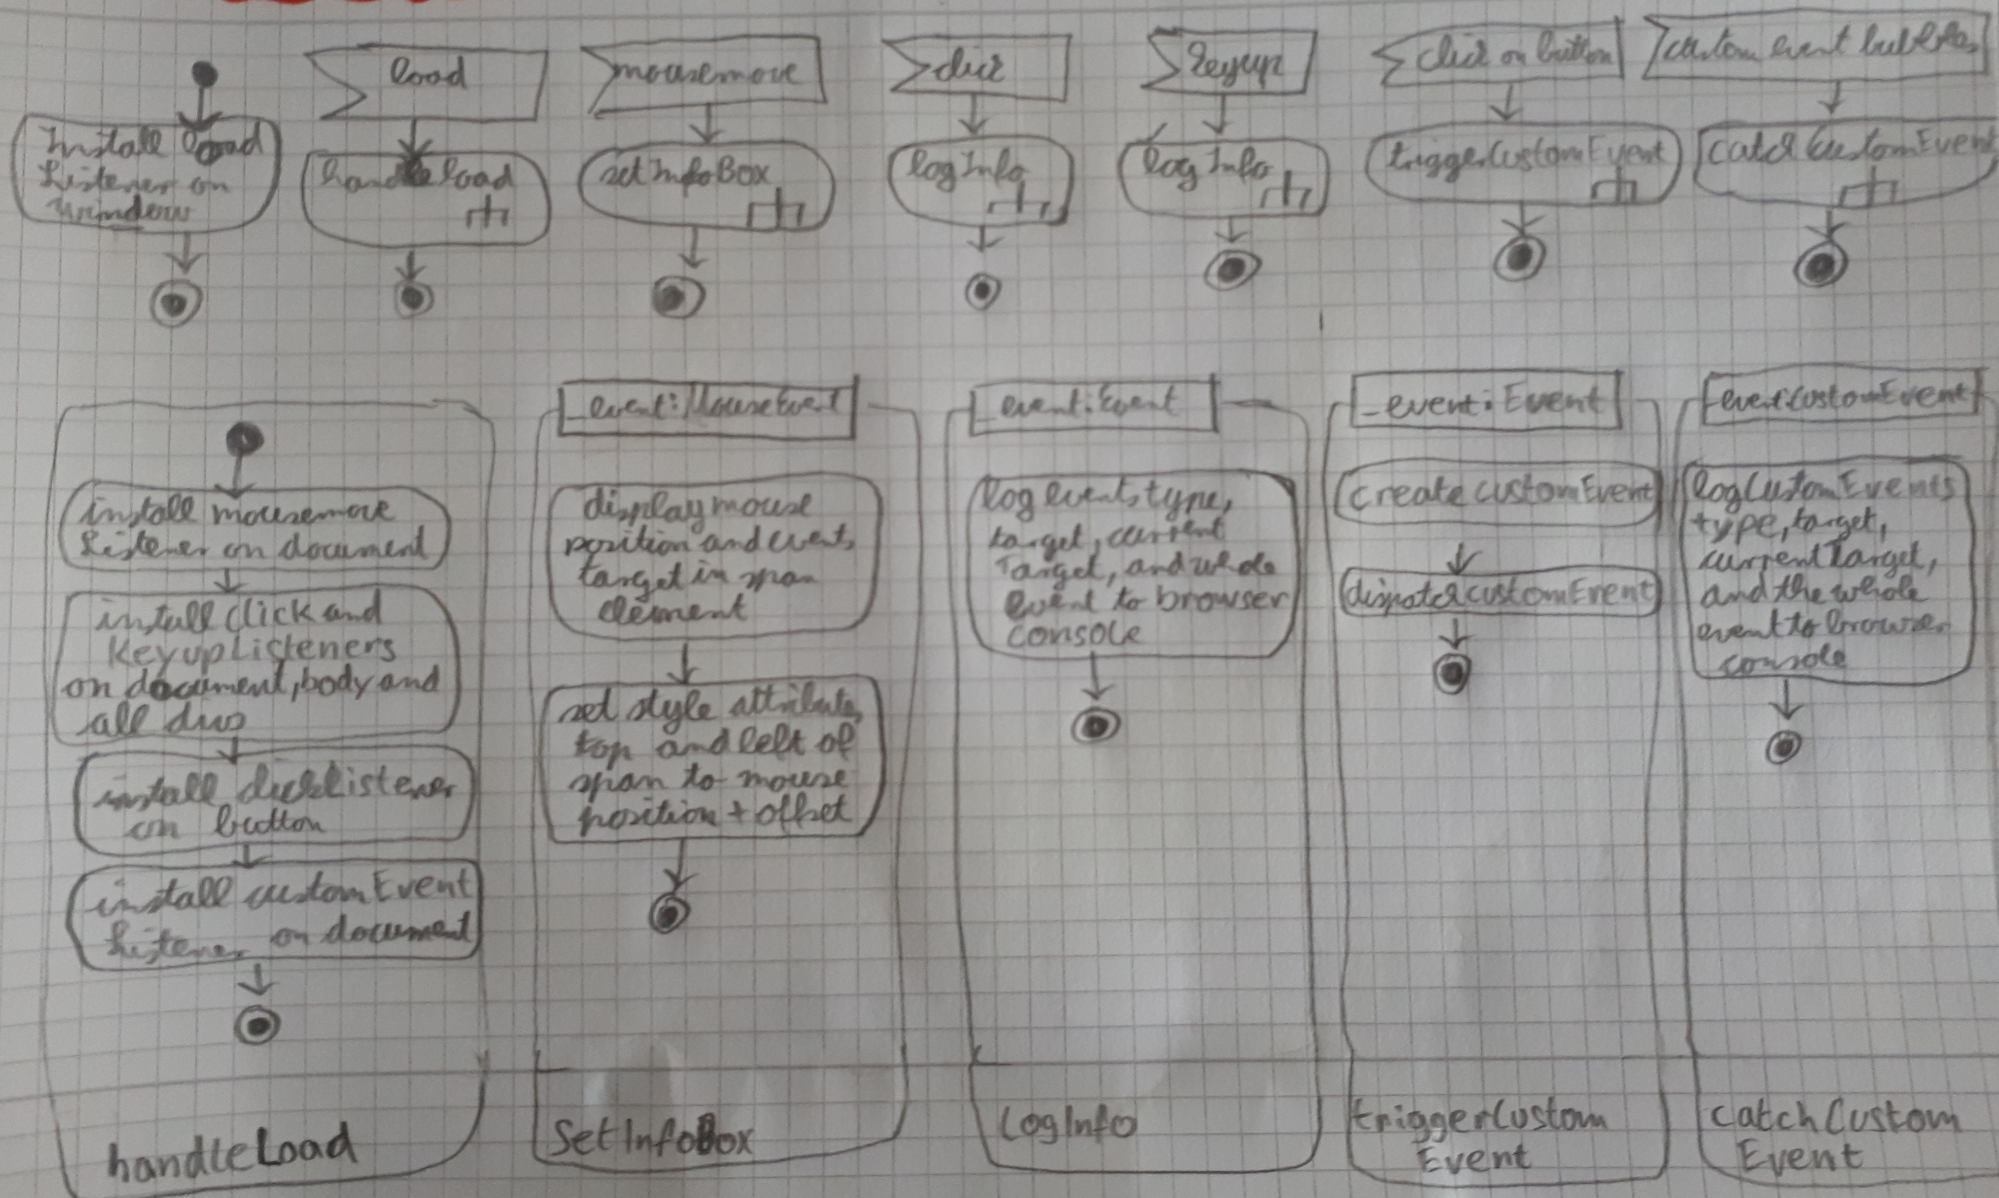 load
mousemove
click
keyup
click on button
custom event bubbles
install load
Listener on
window
handle load
setInfoBox
logInfo
logInfo
triggerCustomEvent
catchCustomEvent
_event:MouseEvent
_event:Event
_event:Event
_event:CustomEvent
install mousemove
Listener on document
install click and
KeyupListeners
on document, body and
all divs
install clickListener
on button
install customEvent
Listener on document
handleLoad
display mouse
position and event,
target in span
element
set style attribute,
top and left of
span to mouse
position + offset
SetInfoBox
log events type,
target, current
Target, and whole
event to browser
console
LogInfo
create customEvent
dispatch customEvent
triggerCustom
Event
log CustomEvents
type, target,
currentTarget,
and the whole
event to browser
console
catchCustom
Event